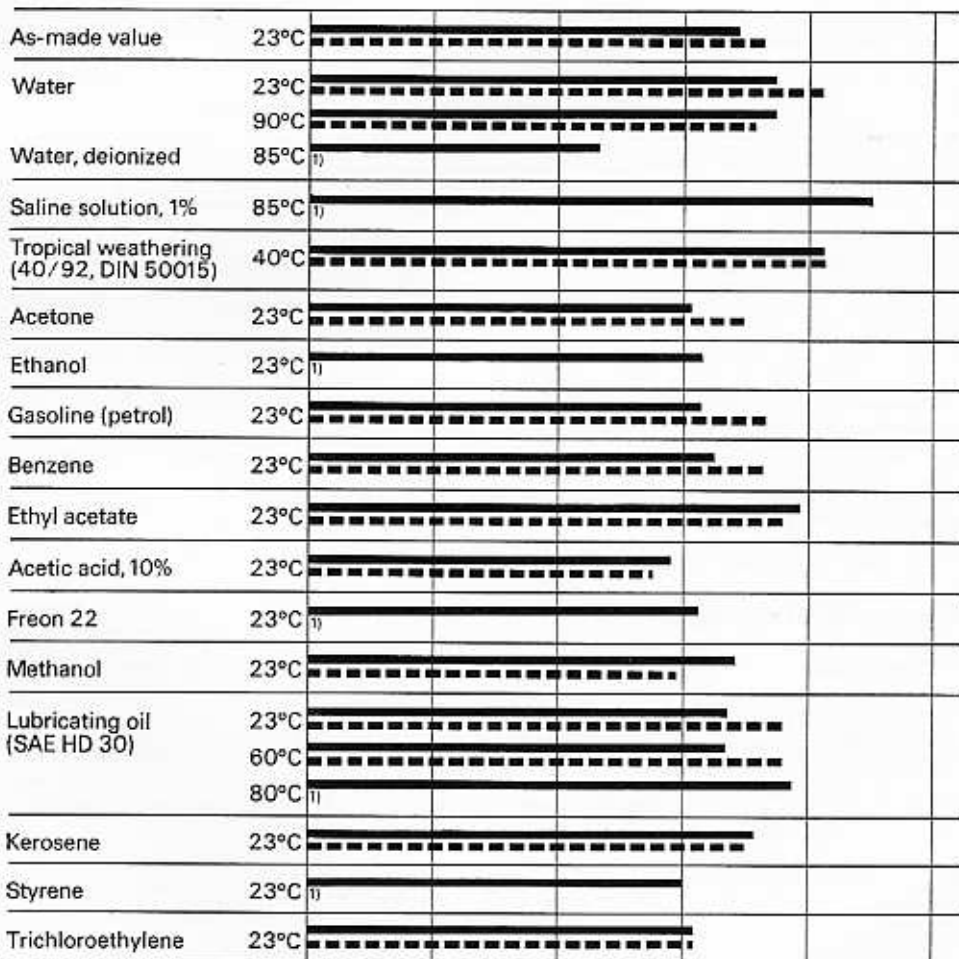 As-made value 23°C
Water 23°C
90°C
Water, deionized 85°C 1)
Saline solution, 1% 85°C 1)
Tropical weathering
(40/92, DIN 50015) 40°C
Acetone 23°C
Ethanol 23°C 1)
Gasoline (petrol) 23°C
Benzene 23°C
Ethyl acetate 23°C
Acetic acid, 10% 23°C
Freon 22 23°C 1)
Methanol 23°C
Lubricating oil 23°C
(SAE HD 30)
60°C
80°C 1)
Kerosene 23°C
Styrene 23°C 1)
Trichloroethylene 23°C